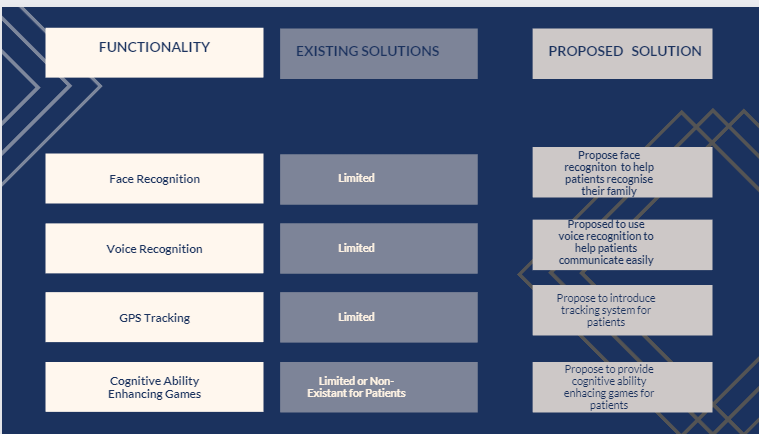 FUNCTIONALITY
EXISTING SOLUTIONS
PROPOSED SOLUTION
Face Recognition
Limited
Propose face
recogniton to help
patients recognise
their family
Voice Recognition
Limited
Proposed to use
voice recognition to
help patients
communicate easily
GPS Tracking
Limited
Propose to introduce
tracking system for
patients
Cognitive Ability
Enhancing Games
Limited or Non-
Existant for Patients
Propose to provide
cognitive ability
enhacing games for
patients